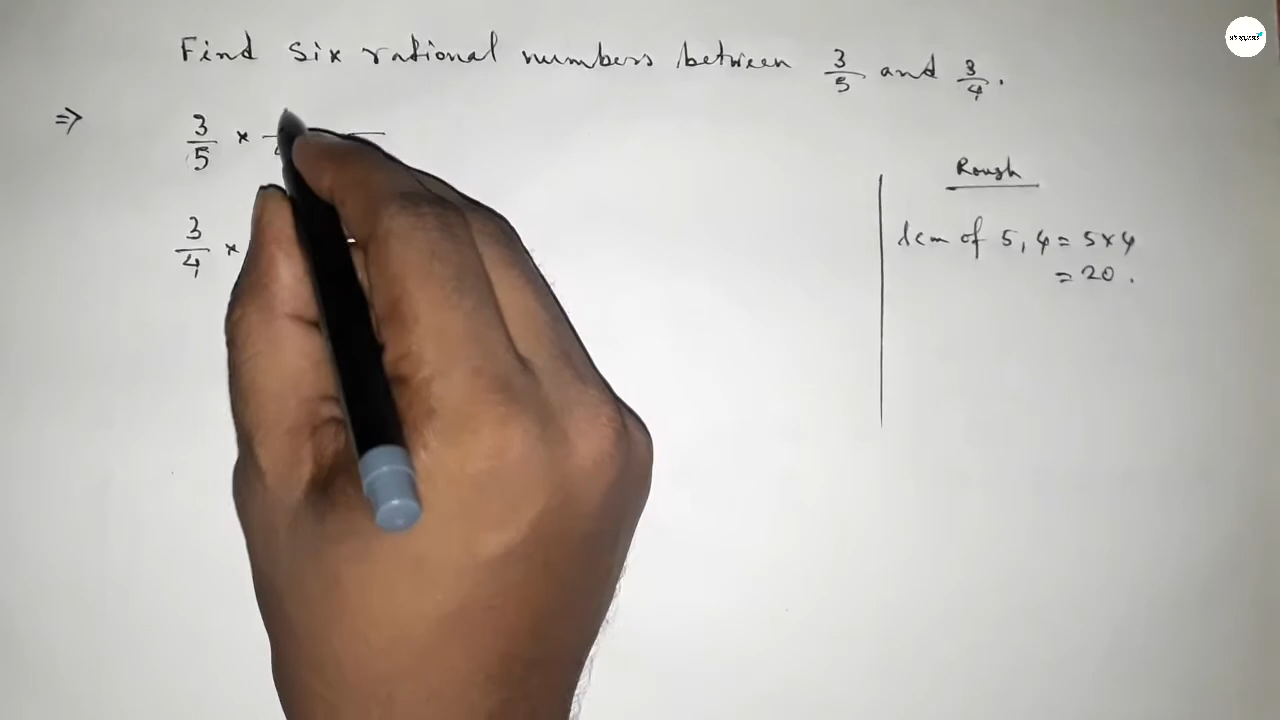 Find Six rational numbers between 3/5 and 3/4.
⇒ 3/5 ×
3/4 ×
Rough
lcm of 5, 4 = 5×4
= 20.